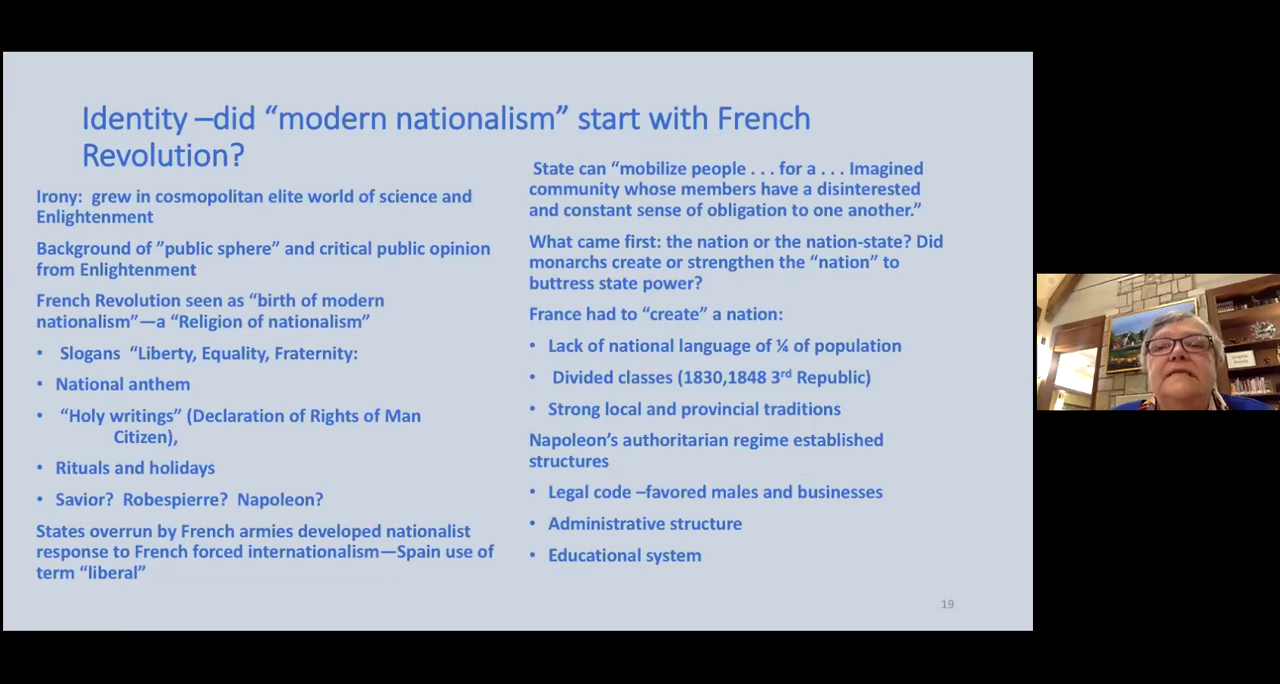 Identity –did “modern nationalism” start with French
Revolution?
Irony:  grew in cosmopolitan elite world of science and
Enlightenment
Background of ”public sphere” and critical public opinion
from Enlightenment
French Revolution seen as “birth of modern
nationalism”—a “Religion of nationalism”
• Slogans “Liberty, Equality, Fraternity:
• National anthem
• “Holy writings” (Declaration of Rights of Man
Citizen),
• Rituals and holidays
• Savior?  Robespierre?  Napoleon?
States overrun by French armies developed nationalist
response to French forced internationalism—Spain use of
term “liberal”
State can “mobilize people . . . for a . . . Imagined
community whose members have a disinterested
and constant sense of obligation to one another.”
What came first: the nation or the nation-state? Did
monarchs create or strengthen the “nation” to
buttress state power?
France had to “create” a nation:
• Lack of national language of ¼ of population
• Divided classes (1830,1848 3rd Republic)
• Strong local and provincial traditions
Napoleon’s authoritarian regime established
structures
• Legal code –favored males and businesses
• Administrative structure
• Educational system
19